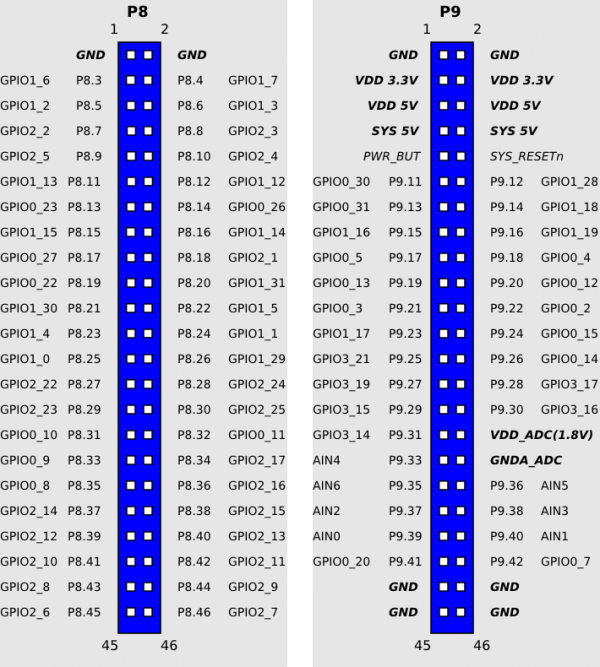 P8 P9
1 2 1 2
GND GND GND GND
GPIO1_6 P8.3 P8.4 GPIO1_7 VDD 3.3V VDD 3.3V
GPIO1_2 P8.5 P8.6 GPIO1_3 VDD 5V VDD 5V
GPIO2_2 P8.7 P8.8 GPIO2_3 SYS 5V SYS 5V
GPIO2_5 P8.9 P8.10 GPIO2_4 PWR_BUT SYS_RESETn
GPIO1_13 P8.11 P8.12 GPIO1_12 GPIO0_30 P9.11 P9.12 GPIO1_28
GPIO0_23 P8.13 P8.14 GPIO0_26 GPIO0_31 P9.13 P9.14 GPIO1_18
GPIO1_15 P8.15 P8.16 GPIO1_14 GPIO1_16 P9.15 P9.16 GPIO1_19
GPIO0_27 P8.17 P8.18 GPIO2_1 GPIO0_5 P9.17 P9.18 GPIO0_4
GPIO0_22 P8.19 P8.20 GPIO1_31 GPIO0_13 P9.19 P9.20 GPIO0_12
GPIO1_30 P8.21 P8.22 GPIO1_5 GPIO0_3 P9.21 P9.22 GPIO0_2
GPIO1_4 P8.23 P8.24 GPIO1_1 GPIO1_17 P9.23 P9.24 GPIO0_15
GPIO1_0 P8.25 P8.26 GPIO1_29 GPIO3_21 P9.25 P9.26 GPIO0_14
GPIO2_22 P8.27 P8.28 GPIO2_24 GPIO3_19 P9.27 P9.28 GPIO3_17
GPIO2_23 P8.29 P8.30 GPIO2_25 GPIO3_15 P9.29 P9.30 GPIO3_16
GPIO0_10 P8.31 P8.32 GPIO0_11 GPIO3_14 P9.31 VDD_ADC(1.8V)
GPIO0_9 P8.33 P8.34 GPIO2_17 AIN4 P9.33 GNDA_ADC
GPIO0_8 P8.35 P8.36 GPIO2_16 AIN6 P9.35 P9.36 AIN5
GPIO2_14 P8.37 P8.38 GPIO2_15 AIN2 P9.37 P9.38 AIN3
GPIO2_12 P8.39 P8.40 GPIO2_13 AIN0 P9.39 P9.40 AIN1
GPIO2_10 P8.41 P8.42 GPIO2_11 GPIO0_20 P9.41 P9.42 GPIO0_7
GPIO2_8 P8.43 P8.44 GPIO2_9 GND GND
GPIO2_6 P8.45 P8.46 GPIO2_7 GND GND
45 46 45 46